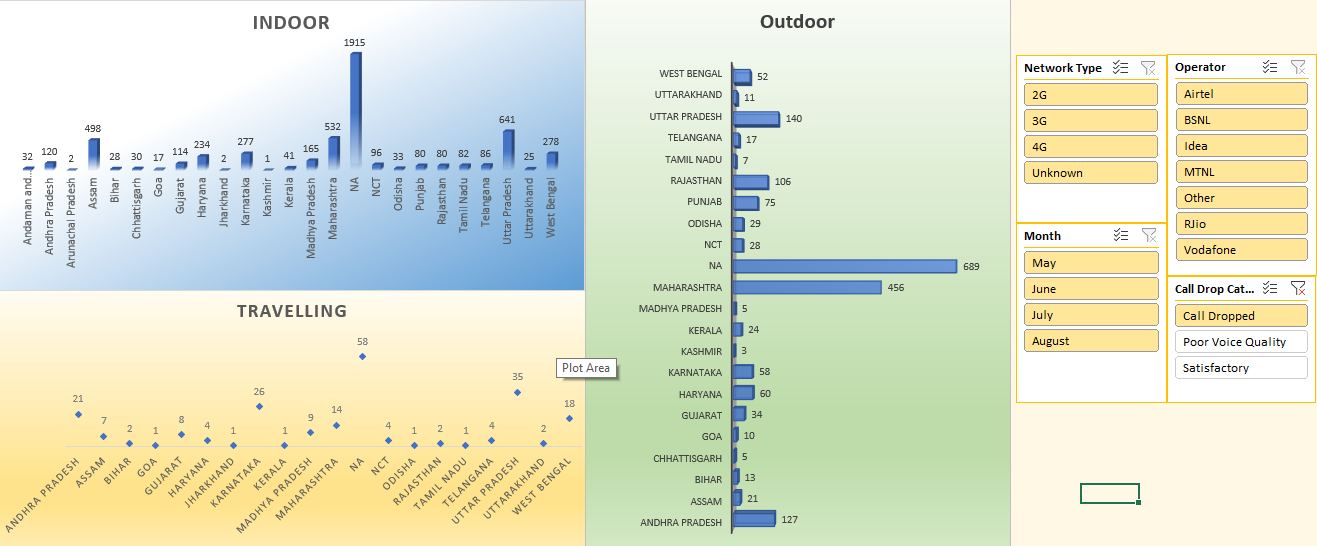 INDOOR
1915
32
120
2
498
28
30
17
114
234
2
277
1
41
165
532
96
33
80
80
82
86
641
25
278
Andaman and...
Andhra Pradesh
Arunachal Pradesh
Assam
Bihar
Chhattisgarh
Goa
Gujarat
Haryana
Jharkhand
Karnataka
Kashmir
Kerala
Madhya Pradesh
Maharashtra
NA
NCT
Odisha
Punjab
Rajasthan
Tamil Nadu
Telangana
Uttar Pradesh
Uttarakhand
West Bengal
TRAVELLING
21
7
2
1
8
4
1
26
1
9
14
58
4
1
2
1
4
35
2
18
ANDHRA PRADESH
ASSAM
BIHAR
GOA
GUJARAT
HARYANA
JHARKHAND
KARNATAKA
KERALA
MADHYA PRADESH
MAHARASHTRA
NA
NCT
ODISHA
RAJASTHAN
TAMIL NADU
TELANGANA
UTTAR PRADESH
UTTARAKHAND
WEST BENGAL
Plot Area
Outdoor
WEST BENGAL 52
UTTARAKHAND 11
UTTAR PRADESH 140
TELANGANA 17
TAMIL NADU 7
RAJASTHAN 106
PUNJAB 75
ODISHA 29
NCT 28
NA 689
MAHARASHTRA 456
MADHYA PRADESH 5
KERALA 24
KASHMIR 3
KARNATAKA 58
HARYANA 60
GUJARAT 34
GOA 10
CHHATTISGARH 5
BIHAR 13
ASSAM 21
ANDHRA PRADESH 127
Network Type
2G
3G
4G
Unknown
Month
May
June
July
August
Operator
Airtel
BSNL
Idea
MTNL
Other
RJio
Vodafone
Call Drop Cat...
Call Dropped
Poor Voice Quality
Satisfactory